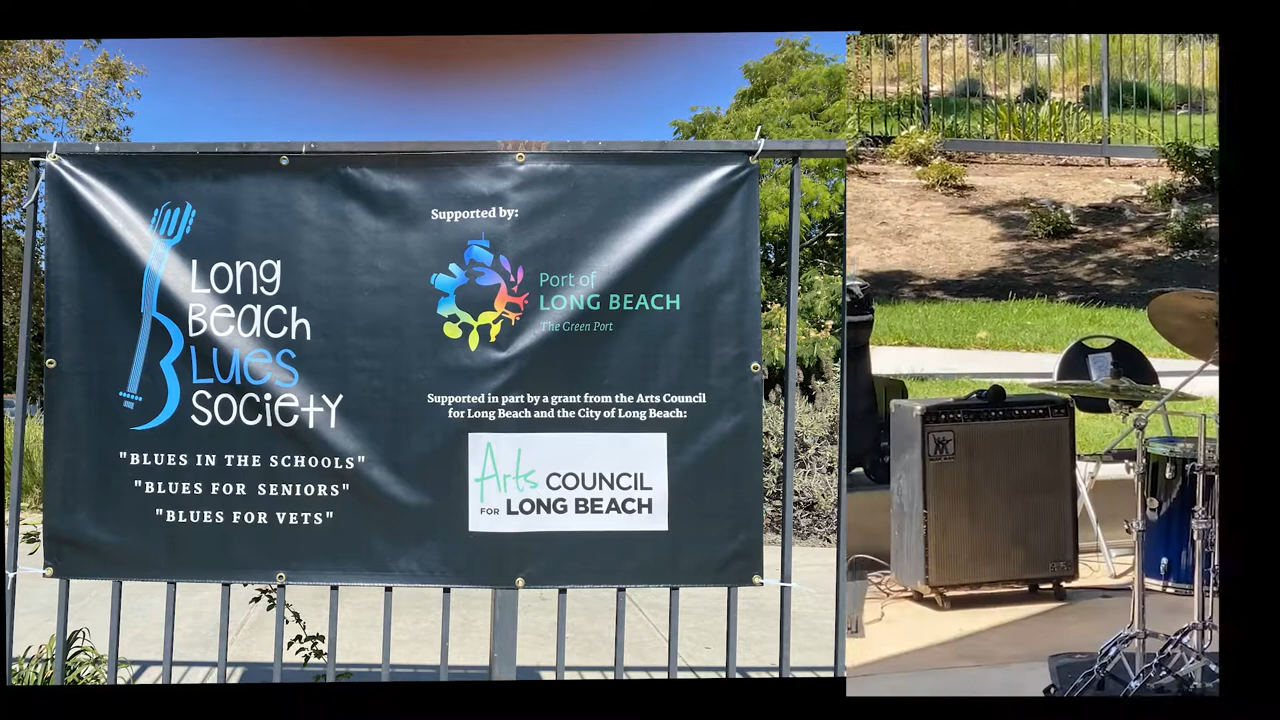 Long
Beach
Lues
Society
"BLUES IN THE SCHOOLS"
"BLUES FOR SENIORS"
"BLUES FOR VETS"
Supported by:
Port of
LONG BEACH
The Green Port
Supported in part by a grant from the Arts Council
for Long Beach and the City of Long Beach:
Arts COUNCIL
FOR LONG BEACH